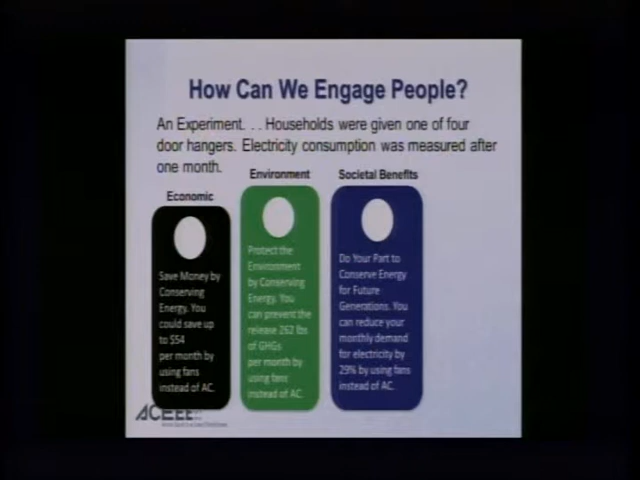 How Can We Engage People?
An Experiment. . . Households were given one of four
door hangers. Electricity consumption was measured after
one month.
Economic
Save Money by
Conserving
Energy. You
could save up
to $54
per month by
using fans
instead of AC.
Environment
Protect the
Environment
by Conserving
Energy. You
can prevent the
release 262 lbs
of GHGs
per month by
using fans
instead of AC.
Societal Benefits
Do Your Part to
Conserve Energy
for Future
Generations. You
can reduce your
monthly demand
for electricity by
29% by using fans
instead of AC.
ACEEE